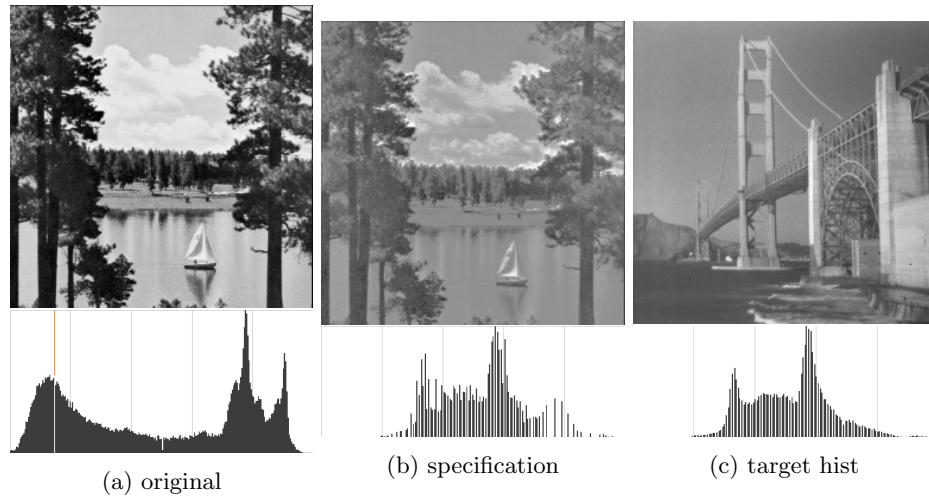 (a) original
(b) specification
(c) target hist